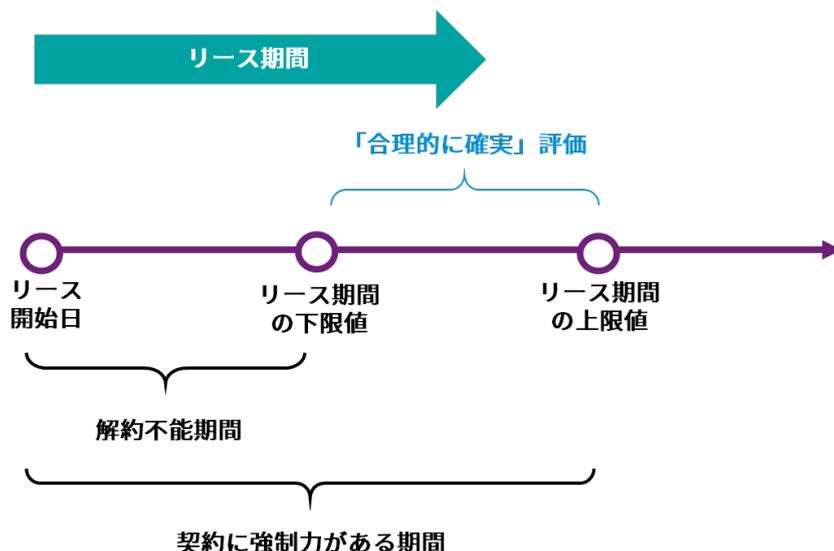 リース期間
「合理的に確実」評価
リース
開始日
リース期間
の下限値
リース期間
の上限値
解約不能期間
契約に強制力がある期間